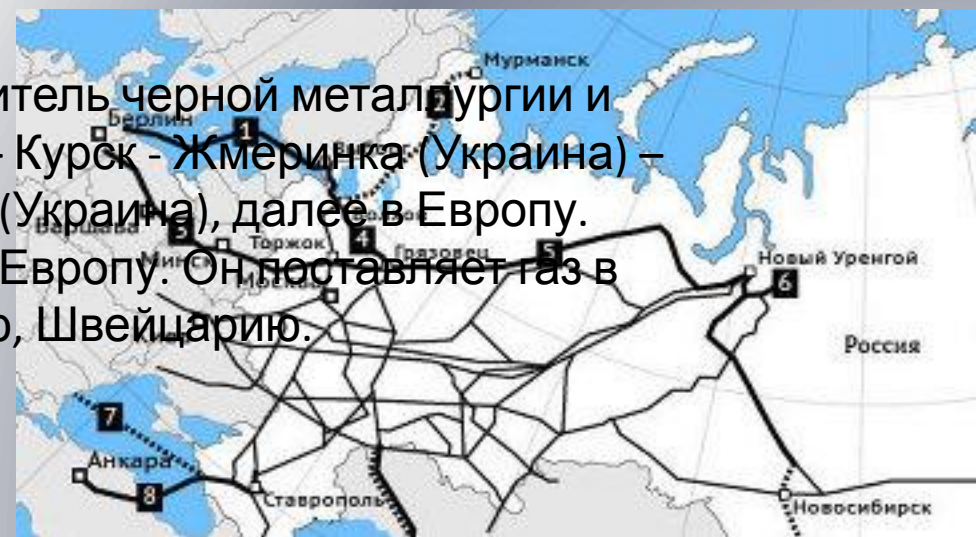 Мурманск
итель черной металлургии и
2
Берлин
1
Выборг
- Курск - Жмеринка (Украина) –
(Украина), далее в Европу.
Варшава
3
Торжок
4
Грязовец
5
Минск
Европу. Он поставляет газ в
Москва
Новый Уренгой
6
о, Швейцарию.
Россия
7
Анкара
8
Ставрополь
Новосибирск